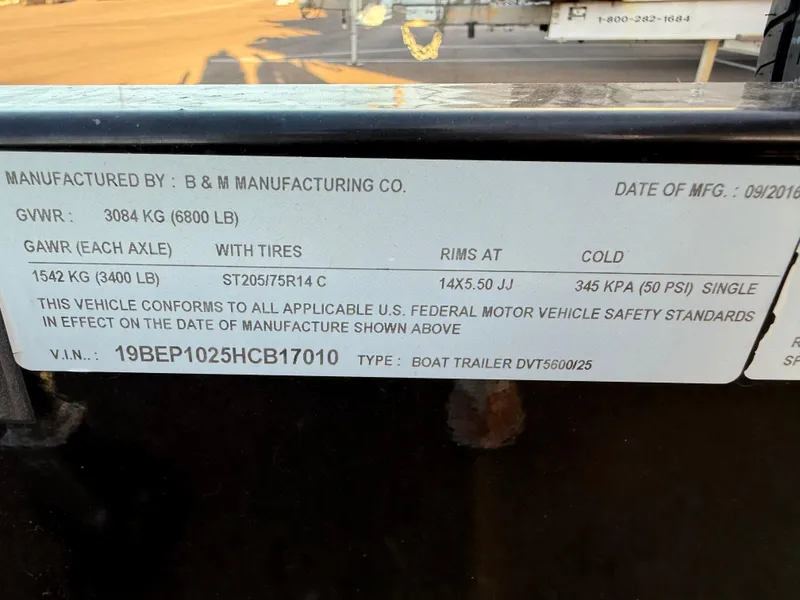 1-800-282-1684
MANUFACTURED BY : B & M MANUFACTURING CO. DATE OF MFG. : 09/2016
GVWR : 3084 KG (6800 LB)
GAWR (EACH AXLE) WITH TIRES RIMS AT COLD
1542 KG (3400 LB) ST205/75R14 C 14X5.50 JJ 345 KPA (50 PSI) SINGLE
THIS VEHICLE CONFORMS TO ALL APPLICABLE U.S. FEDERAL MOTOR VEHICLE SAFETY STANDARDS
IN EFFECT ON THE DATE OF MANUFACTURE SHOWN ABOVE
V.I.N.. : 19BEP1025HCB17010 TYPE : BOAT TRAILER DVT5600/25